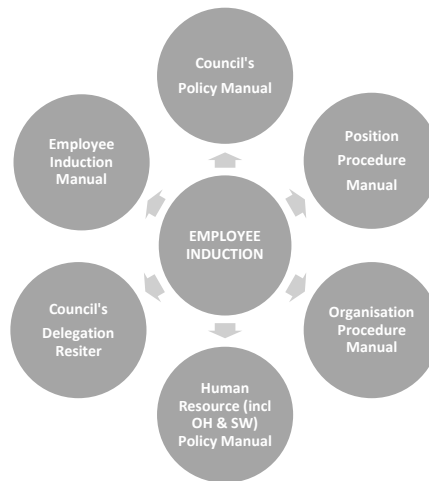 Council's
Policy Manual
Employee
Induction
Manual
Position
Procedure
Manual
EMPLOYEE
INDUCTION
Council's
Delegation
Resiter
Organisation
Procedure
Manual
Human
Resource (incl
OH & SW)
Policy Manual